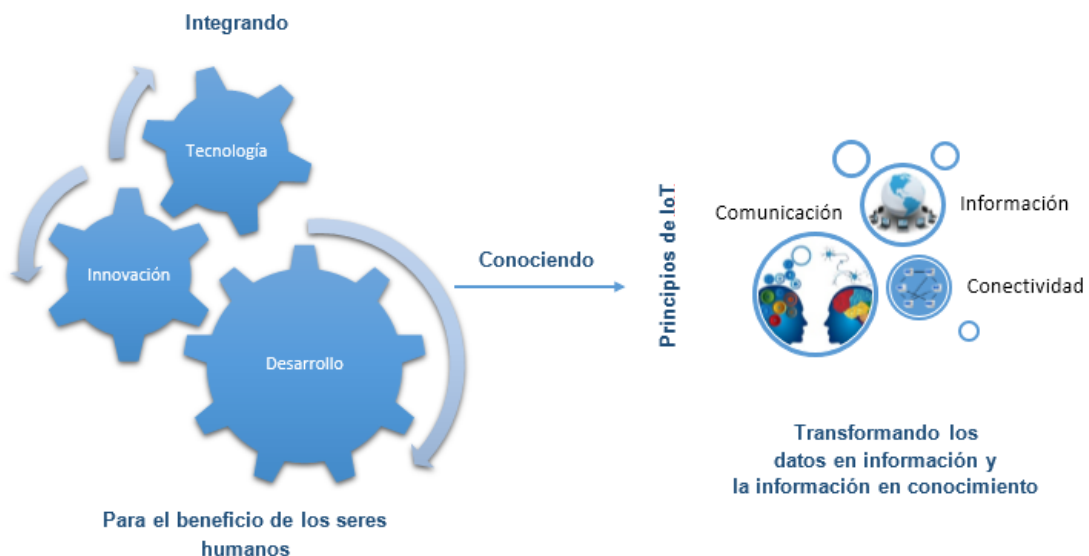 Integrando
Tecnología
Innovación
Desarrollo
Para el beneficio de los seres
humanos
Conociendo
Principios de IoT
Comunicación
Información
Conectividad
Transformando los
datos en información y
la información en conocimiento